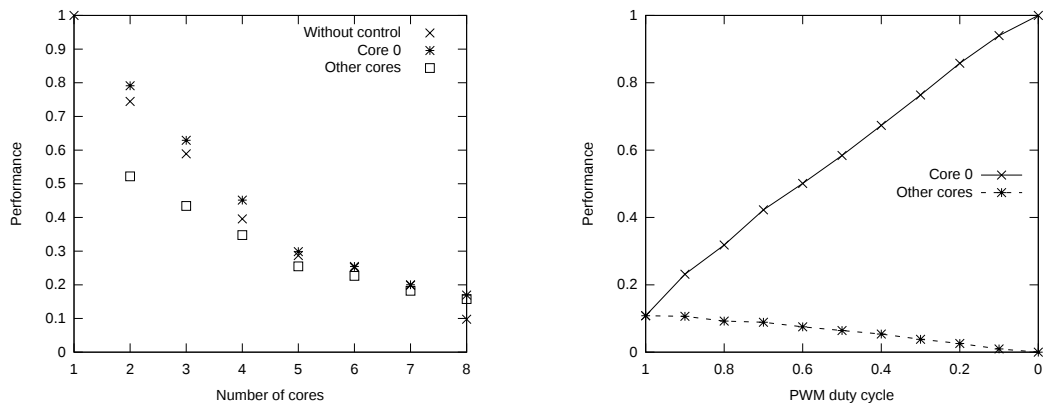 1
0.9
0.8
0.7
0.6
0.5
0.4
0.3
0.2
0.1
0
Performance
Without control
Core 0
Other cores
1 2 3 4 5 6 7 8
Number of cores
1
0.8
0.6
0.4
0.2
0
Performance
Core 0
Other cores
1 0.8 0.6 0.4 0.2 0
PWM duty cycle